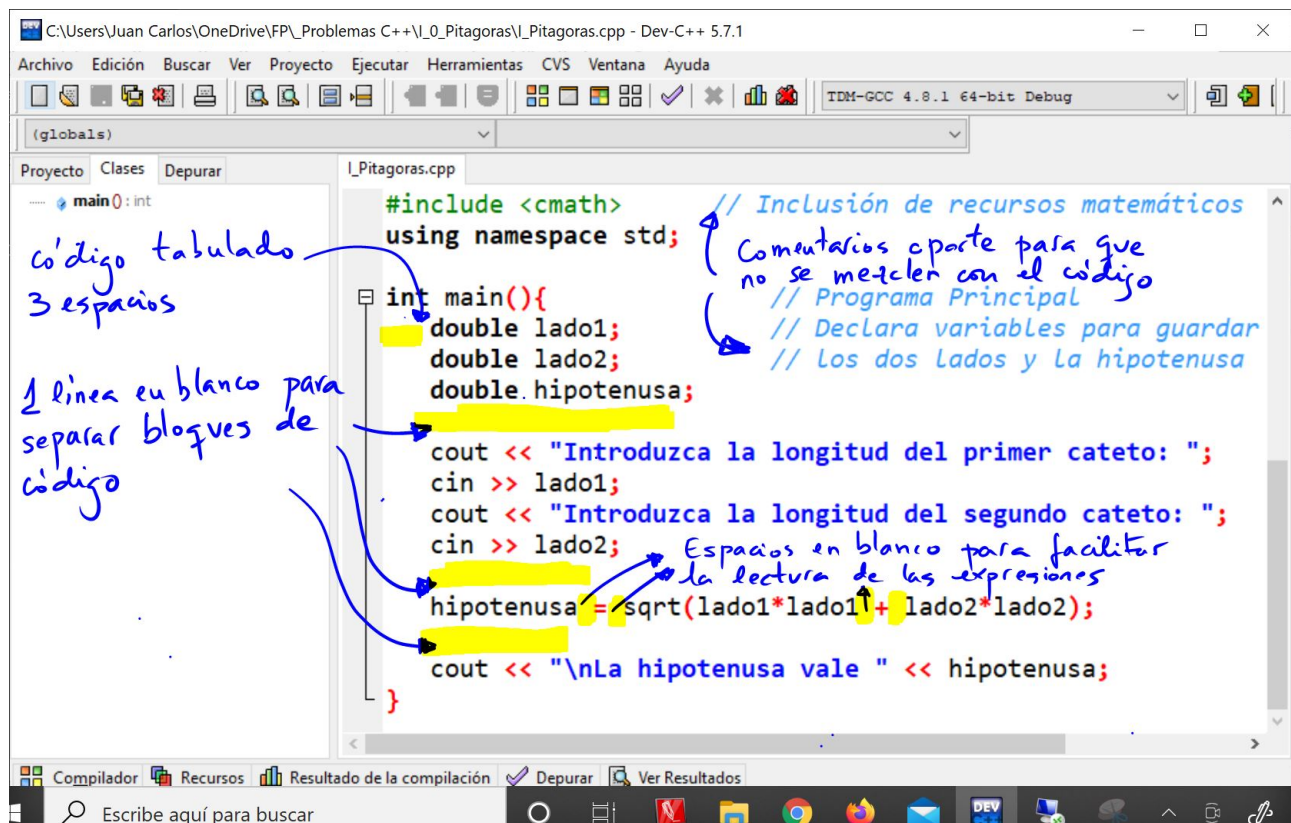 C:\Users\Juan Carlos\OneDrive\FP\_Problemas C++\I_0_Pitagoras\I_Pitagoras.cpp - Dev-C++ 5.7.1
Archivo Edición Buscar Ver Proyecto Ejecutar Herramientas CVS Ventana Ayuda
TDM-GCC 4.8.1 64-bit Debug
(globals)
Proyecto Clases Depurar
I_Pitagoras.cpp
main () : int
#include <cmath> // Inclusión de recursos matemáticos
using namespace std;
Comentarios aparte para que
no se mezclen con el código
código tabulado
3 espacios
int main(){ // Programa Principal
double lado1; // Declara variables para guardar
double lado2; // los dos lados y la hipotenusa
double hipotenusa;
1 linea en blanco para
separar bloques de
código
cout << "Introduzca la longitud del primer cateto: ";
cin >> lado1;
cout << "Introduzca la longitud del segundo cateto: ";
cin >> lado2;
Espacios en blanco para facilitar
la lectura de las expresiones
hipotenusa = sqrt(lado1*lado1 + lado2*lado2);
cout << "\nLa hipotenusa vale " << hipotenusa;
}
Compilador Recursos Resultado de la compilación Depurar Ver Resultados
Escribe aquí para buscar
DEV